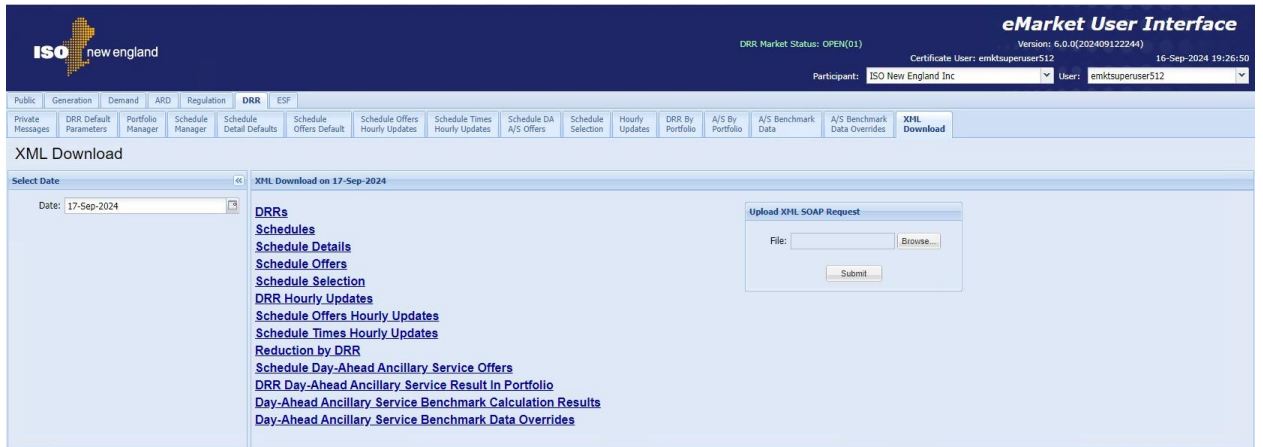 eMarket User Interface
ISO new england
DRR Market Status: OPEN(01)
Version: 6.0.0(202409122244)
Certificate User: emktsuperuser512
16-Sep-2024 19:26:50
Participant: ISO New England Inc User: emktsuperuser512
Public Generation Demand ARD Regulation DRR ESF
Private Messages DRR Default Parameters Portfolio Manager Schedule Manager Schedule Detail Defaults Schedule Offers Default Schedule Offers Hourly Updates Schedule Times Hourly Updates Schedule DA A/S Offers Schedule Selection Hourly Updates DRR By Portfolio A/S By Portfolio A/S Benchmark Data A/S Benchmark Data Overrides XML Download
XML Download
Select Date
Date: 17-Sep-2024
XML Download on 17-Sep-2024
DRRs
Schedules
Schedule Details
Schedule Offers
Schedule Selection
DRR Hourly Updates
Schedule Offers Hourly Updates
Schedule Times Hourly Updates
Reduction by DRR
Schedule Day-Ahead Ancillary Service Offers
DRR Day-Ahead Ancillary Service Result In Portfolio
Day-Ahead Ancillary Service Benchmark Calculation Results
Day-Ahead Ancillary Service Benchmark Data Overrides
Upload XML SOAP Request
File: Browse...
Submit